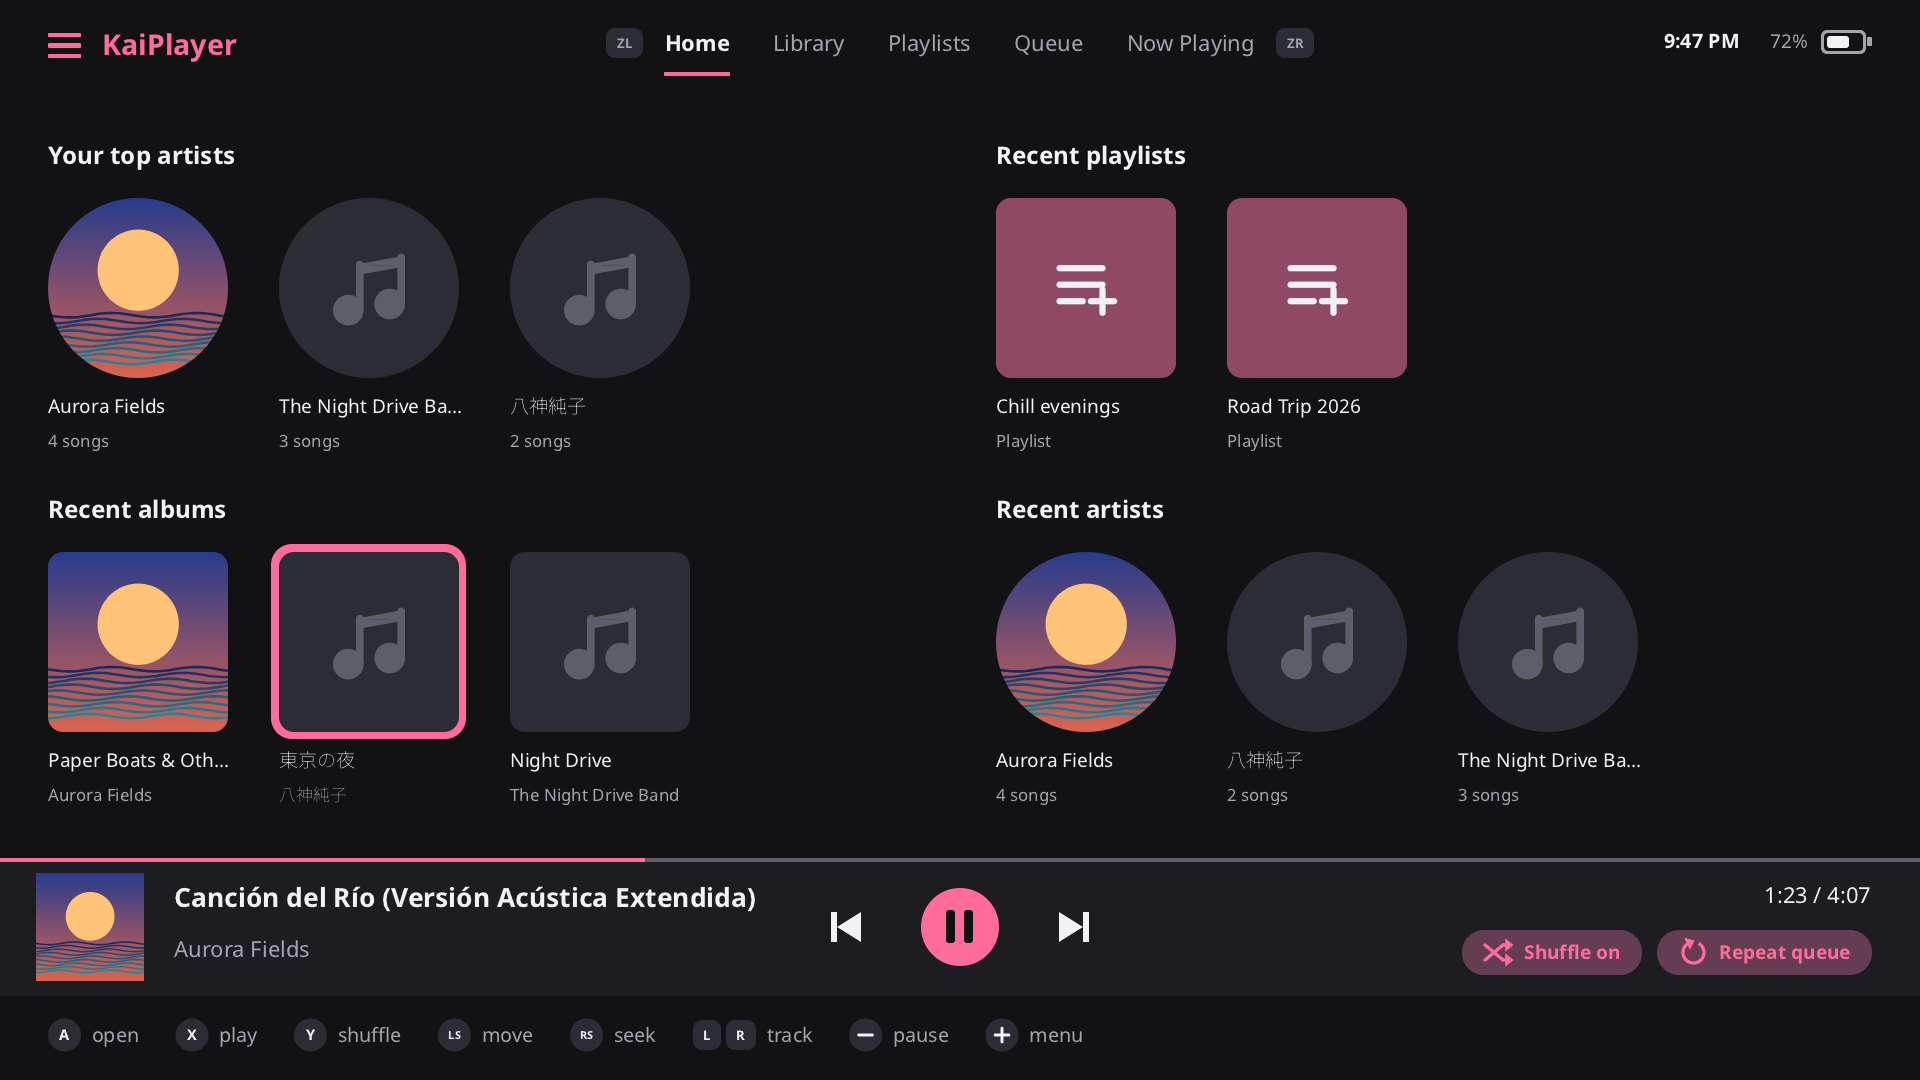 KaiPlayer
ZL Home Library Playlists Queue Now Playing ZR
9:47 PM 72%
Your top artists
Aurora Fields
4 songs
The Night Drive Ba...
3 songs
八神純子
2 songs
Recent playlists
Chill evenings
Playlist
Road Trip 2026
Playlist
Recent albums
Paper Boats & Oth...
Aurora Fields
東京の夜
八神純子
Night Drive
The Night Drive Band
Recent artists
Aurora Fields
4 songs
八神純子
2 songs
The Night Drive Ba...
3 songs
Canción del Río (Versión Acústica Extendida)
Aurora Fields
1:23 / 4:07
Shuffle on
Repeat queue
A open X play Y shuffle LS move RS seek L R track pause menu